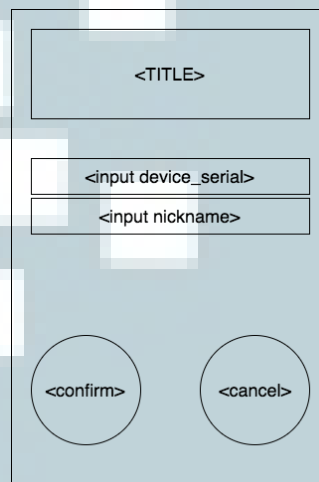 <TITLE>
<input device_serial>
<input nickname>
<confirm>
<cancel>